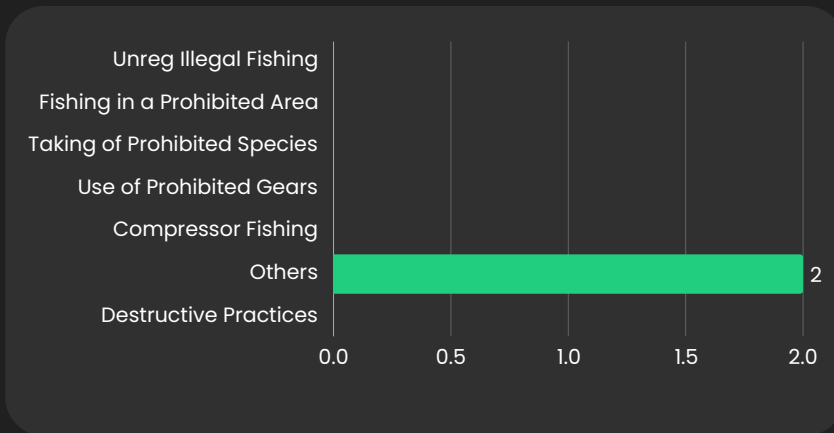 Unreg Illegal Fishing
Fishing in a Prohibited Area
Taking of Prohibited Species
Use of Prohibited Gears
Compressor Fishing
Others 2
Destructive Practices
0.0 0.5 1.0 1.5 2.0